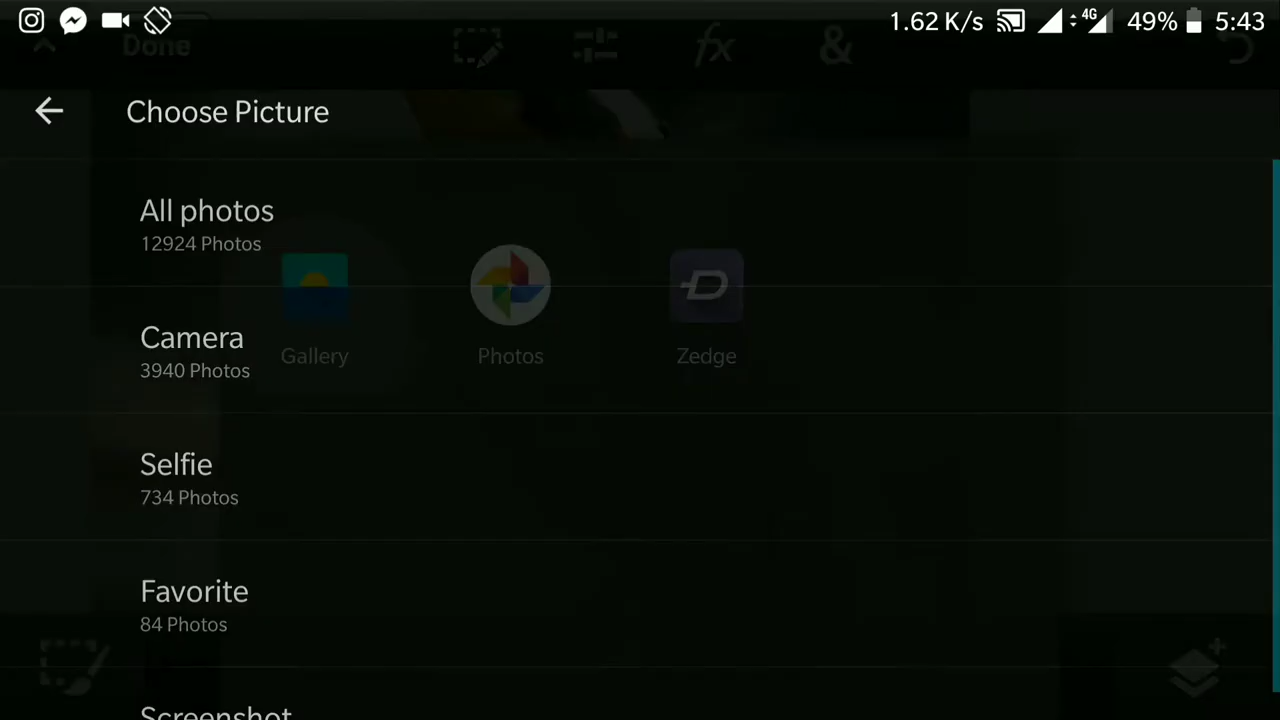 1.62 K/s 4G 49% 5:43
Done fx &
Choose Picture
All photos
12924 Photos
Gallery Photos Zedge
Camera
3940 Photos
Selfie
734 Photos
Favorite
84 Photos
Screenshot